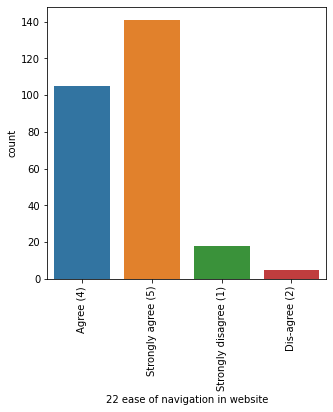 140
120
100
80
60
40
20
0
count
Agree (4)
Strongly agree (5)
Strongly disagree (1)
Dis-agree (2)
22 ease of navigation in website